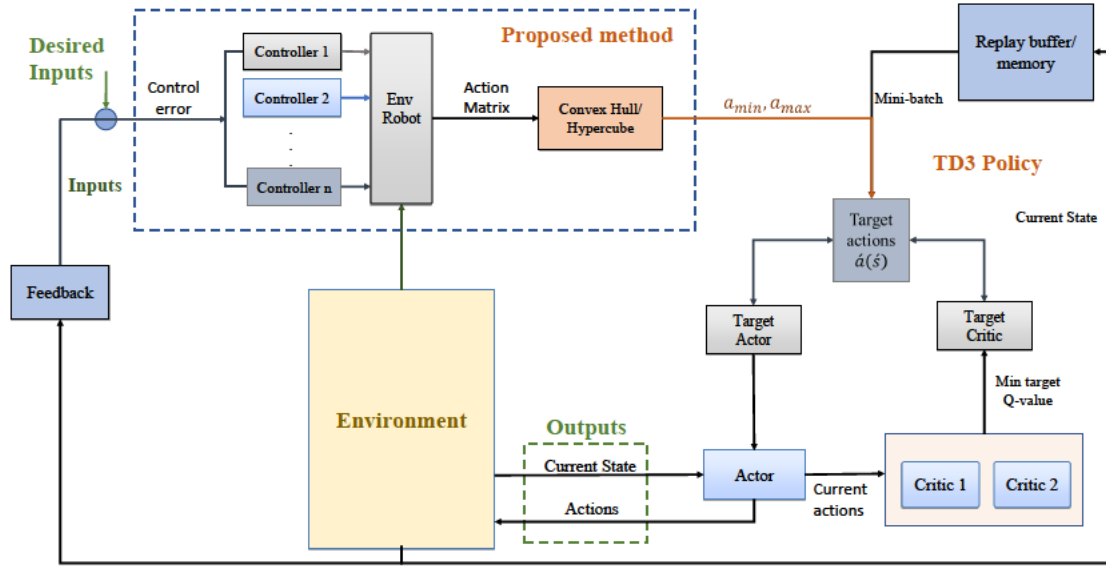 Desired
Inputs
Control
error
Inputs
Feedback
Controller 1
Controller 2
.
.
.
Controller n
Env
Robot
Proposed method
Action
Matrix
Convex Hull/
Hypercube
a_min, a_max
Replay buffer/
memory
Mini-batch
TD3 Policy
Current State
Target
actions
á(ś)
Target
Actor
Target
Critic
Min target
Q-value
Environment
Outputs
Current State
Actions
Actor
Current
actions
Critic 1
Critic 2